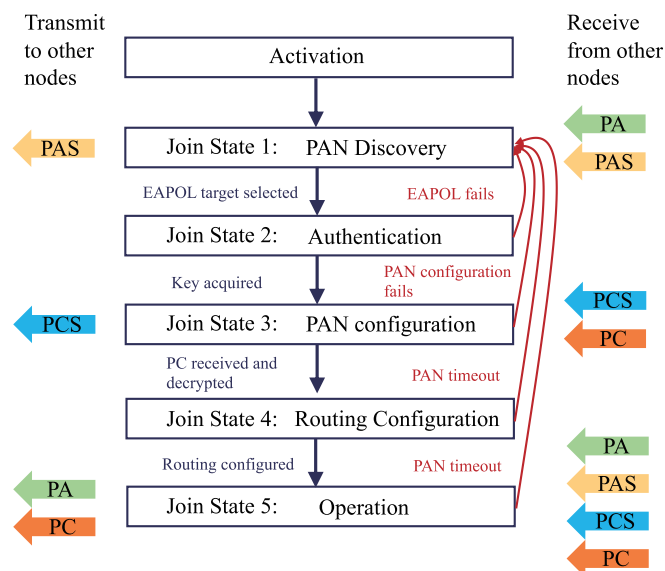 Transmit
to other
nodes
Receive
from other
nodes
Activation
PA
PAS
Join State 1: PAN Discovery
PAS
EAPOL target selected
EAPOL fails
Join State 2: Authentication
Key acquired
PAN configuration
fails
PCS
Join State 3: PAN configuration
PCS
PC
PC received and
decrypted
PAN timeout
Join State 4: Routing Configuration
PA
Routing configured
PAN timeout
PAS
PA
Join State 5: Operation
PCS
PC
PC